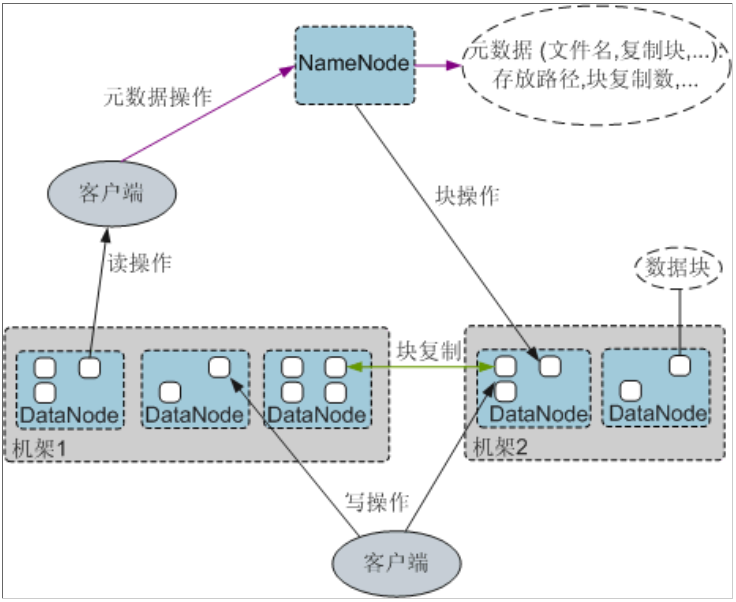 NameNode
元数据 (文件名,复制块,...):
存放路径,块复制数,...
元数据操作
客户端
块操作
读操作
数据块
块复制
DataNode
DataNode
DataNode
DataNode
DataNode
机架1
机架2
写操作
客户端